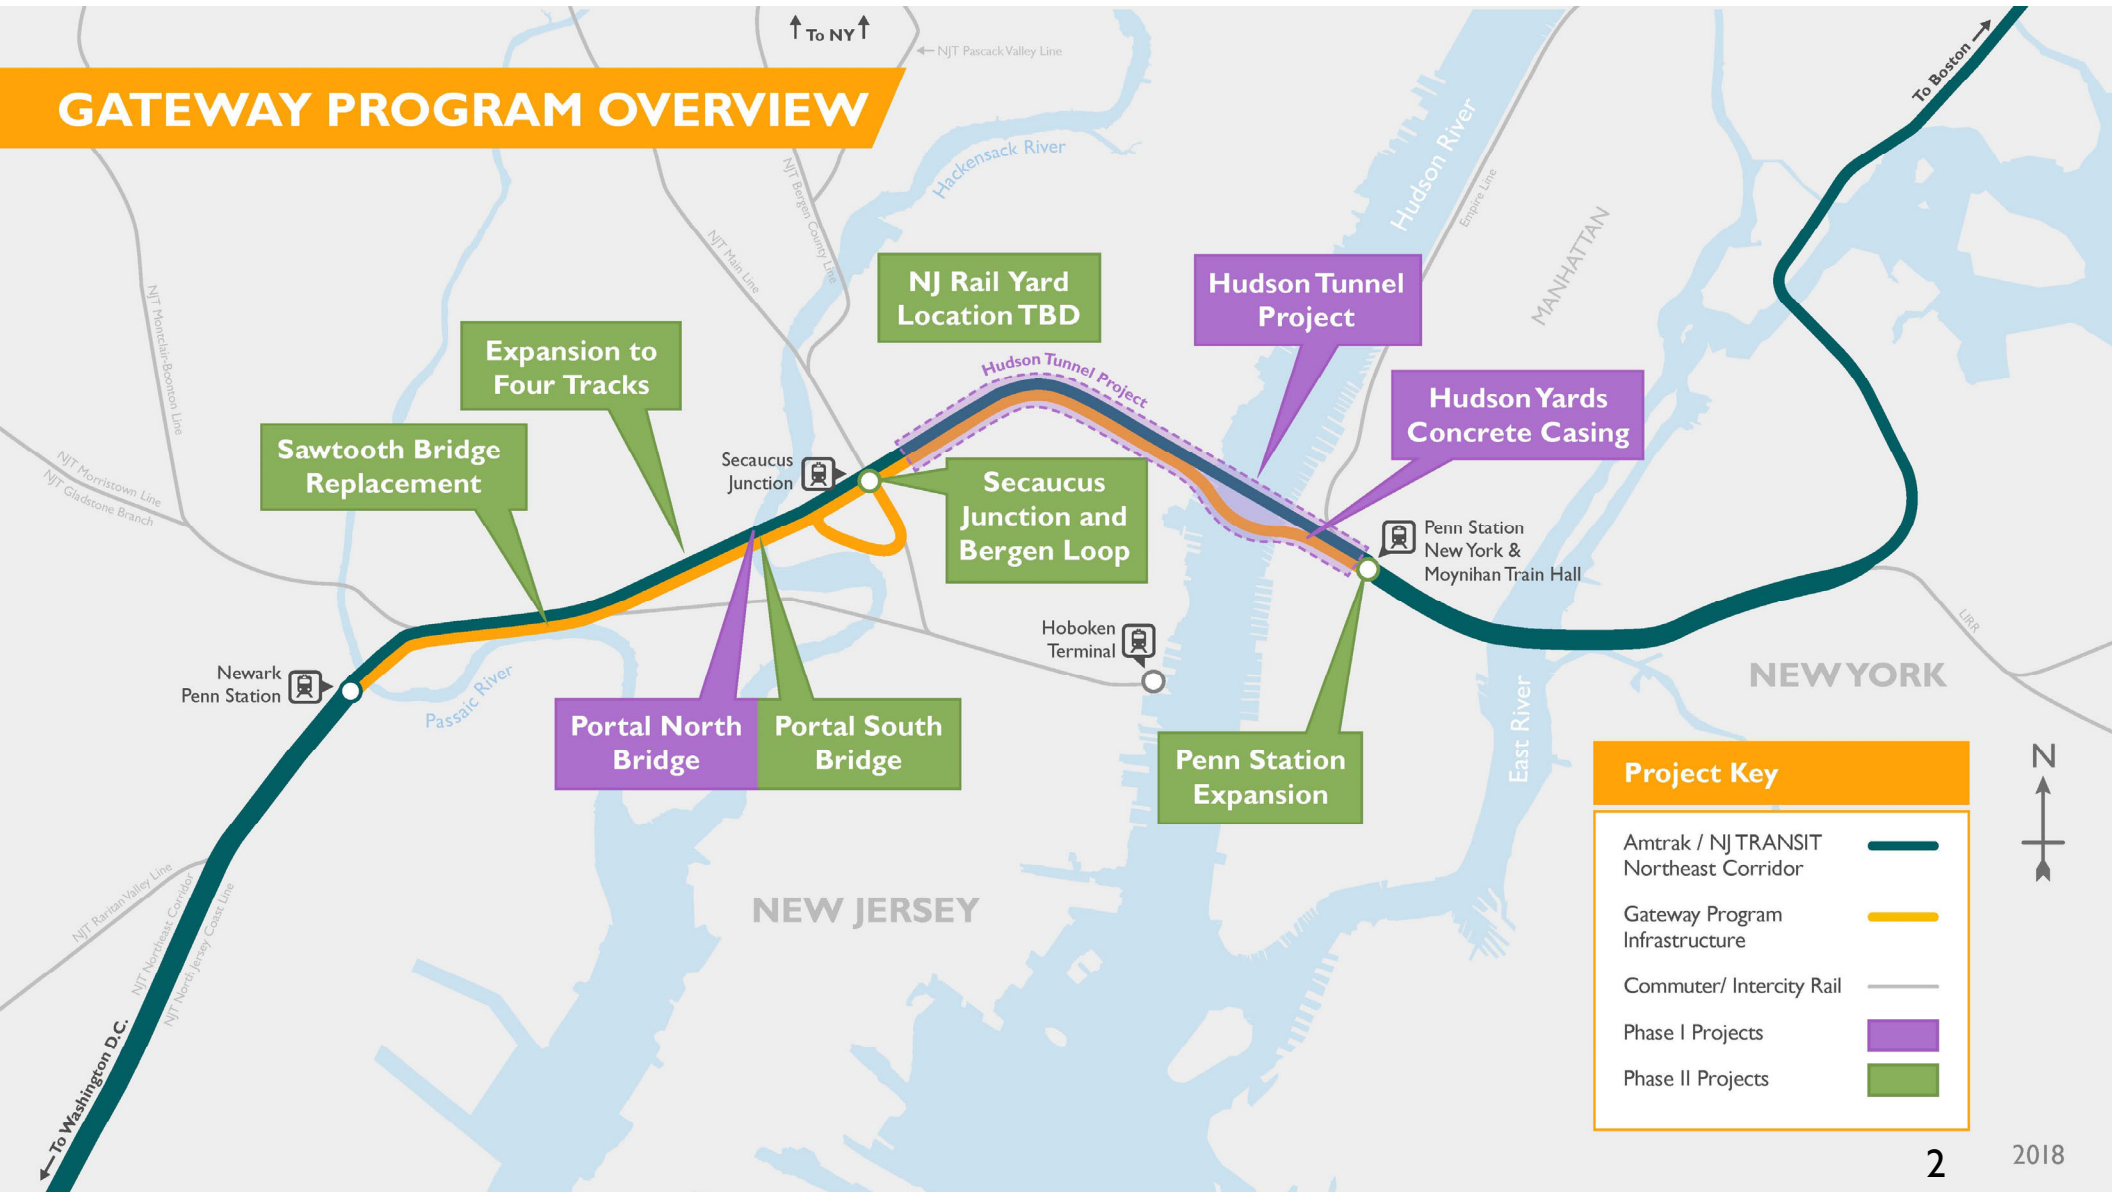 ↑ To NY ↑
← NJT Pascack Valley Line
To Boston →
GATEWAY PROGRAM OVERVIEW
Hackensack River
Hudson River
Empire Line
MANHATTAN
NJT Bergen County Line
NJT Main Line
NJT Montclair-Boonton Line
NJT Morristown Line
NJT Gladstone Branch
NJ Rail Yard
Location TBD
Hudson Tunnel
Project
Expansion to
Four Tracks
Hudson Tunnel Project
Hudson Yards
Concrete Casing
Sawtooth Bridge
Replacement
Secaucus
Junction
Secaucus
Junction and
Bergen Loop
Penn Station
New York &
Moynihan Train Hall
Hoboken
Terminal
LIRR
Newark
Penn Station
Passaic River
NEW YORK
East River
Portal North
Bridge
Portal South
Bridge
Penn Station
Expansion
NJT Raritan Valley Line
NJT Northeast Corridor
NJT North Jersey Coast Line
NEW JERSEY
← To Washington D.C.
Project Key
Amtrak / NJ TRANSIT
Northeast Corridor
Gateway Program
Infrastructure
Commuter/ Intercity Rail
Phase I Projects
Phase II Projects
N
2
2018